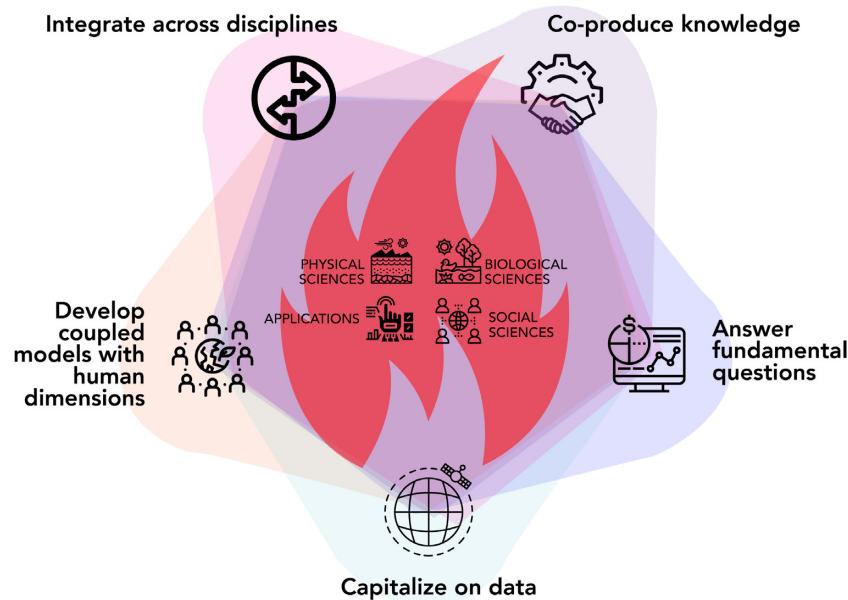 Integrate across disciplines
Co-produce knowledge
PHYSICAL
SCIENCES
BIOLOGICAL
SCIENCES
APPLICATIONS
SOCIAL
SCIENCES
Develop
coupled
models with
human
dimensions
$
Answer
fundamental
questions
Capitalize on data